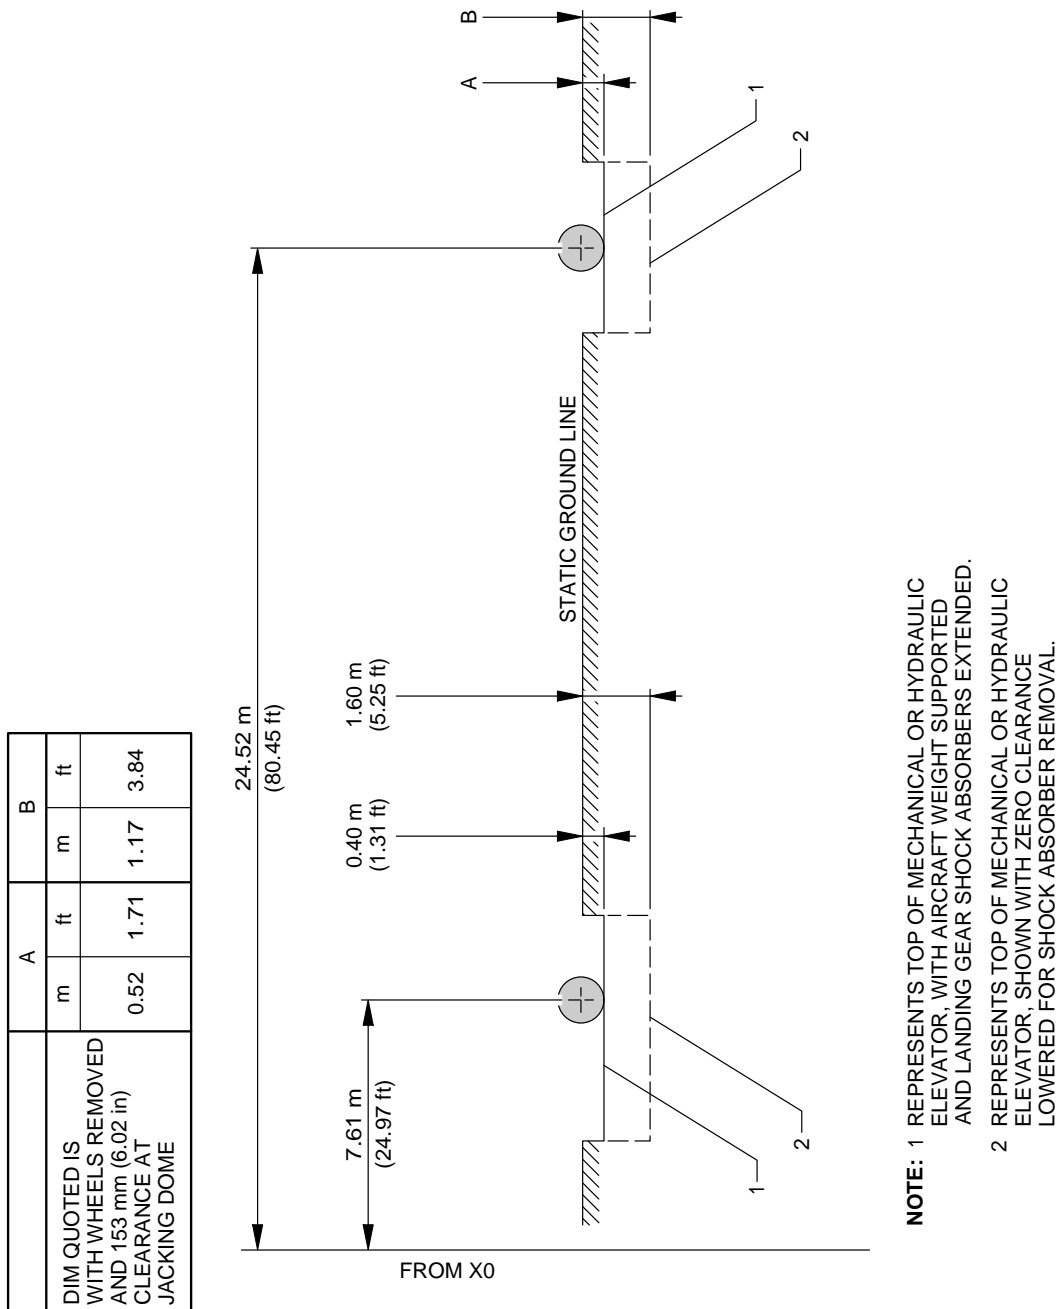 A
B
m
ft
m
ft
DIM QUOTED IS
WITH WHEELS REMOVED
AND 153 mm (6.02 in)
CLEARANCE AT
JACKING DOME
0.52
1.71
1.17
3.84
24.52 m
(80.45 ft)
7.61 m
(24.97 ft)
0.40 m
(1.31 ft)
1.60 m
(5.25 ft)
B
A
STATIC GROUND LINE
1
2
1
2
FROM X0
NOTE: 1 REPRESENTS TOP OF MECHANICAL OR HYDRAULIC
ELEVATOR, WITH AIRCRAFT WEIGHT SUPPORTED
AND LANDING GEAR SHOCK ABSORBERS EXTENDED.
2 REPRESENTS TOP OF MECHANICAL OR HYDRAULIC
ELEVATOR, SHOWN WITH ZERO CLEARANCE
LOWERED FOR SHOCK ABSORBER REMOVAL.